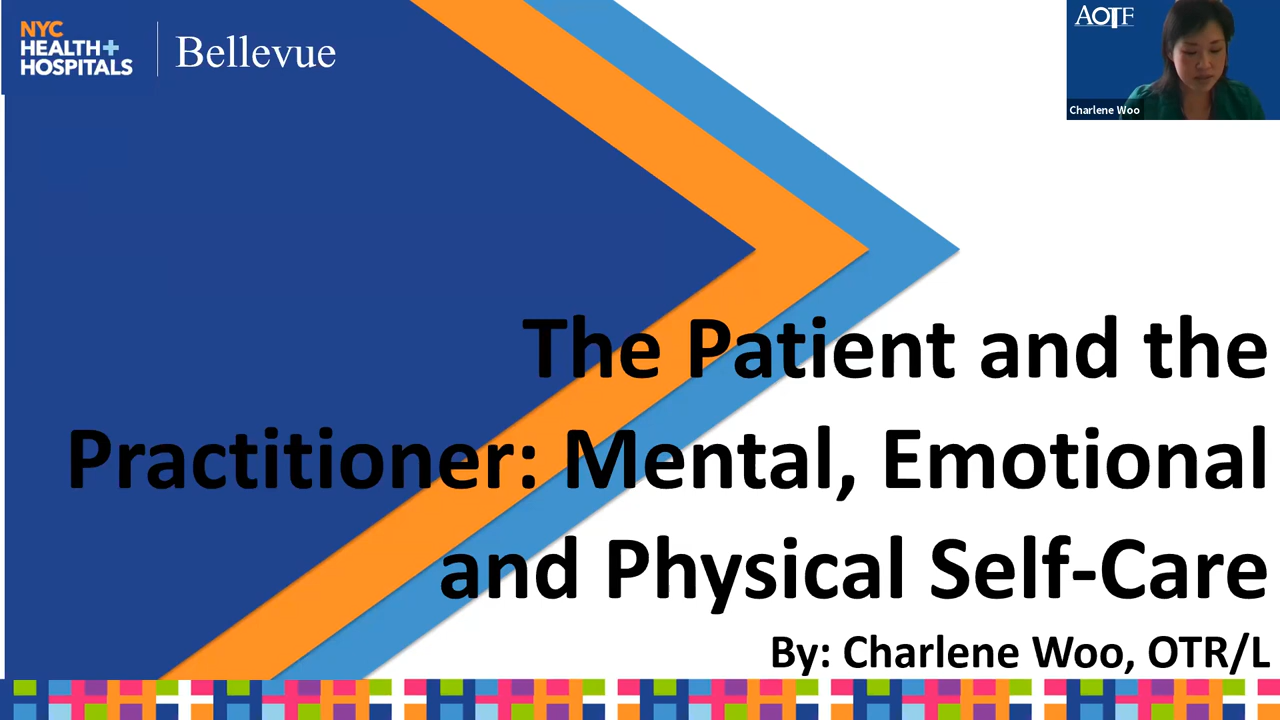 NYC
HEALTH+
HOSPITALS
Bellevue
AOTF
Charlene Woo
The Patient and the
Practitioner: Mental, Emotional
and Physical Self-Care
By: Charlene Woo, OTR/L